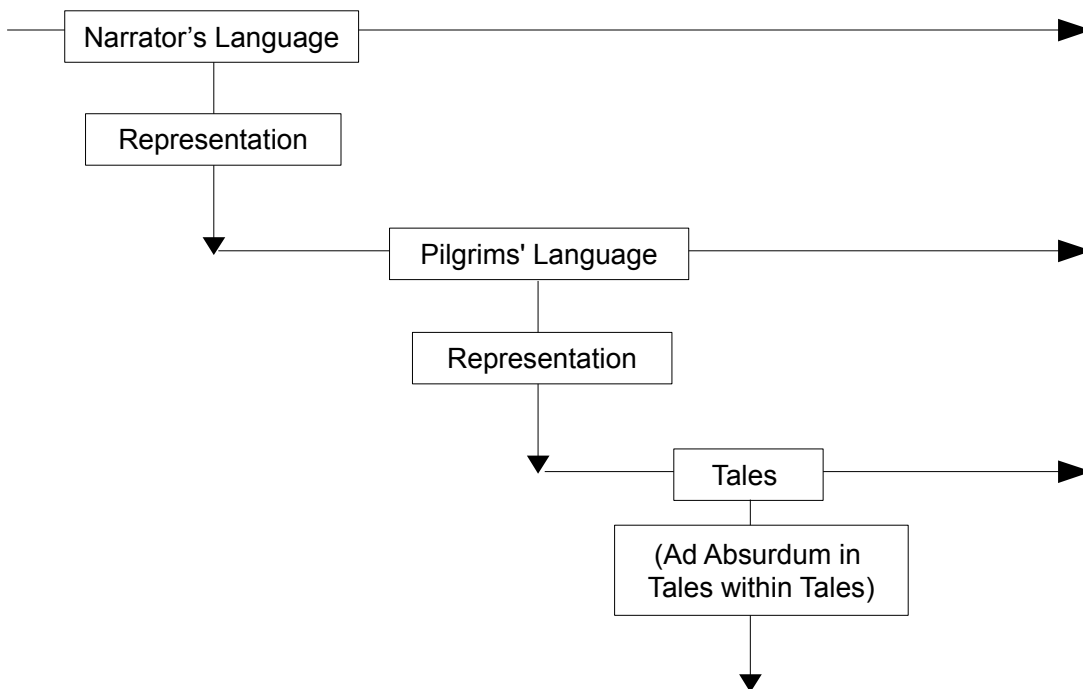 Narrator’s Language
Representation
Pilgrims' Language
Representation
Tales
(Ad Absurdum in
Tales within Tales)